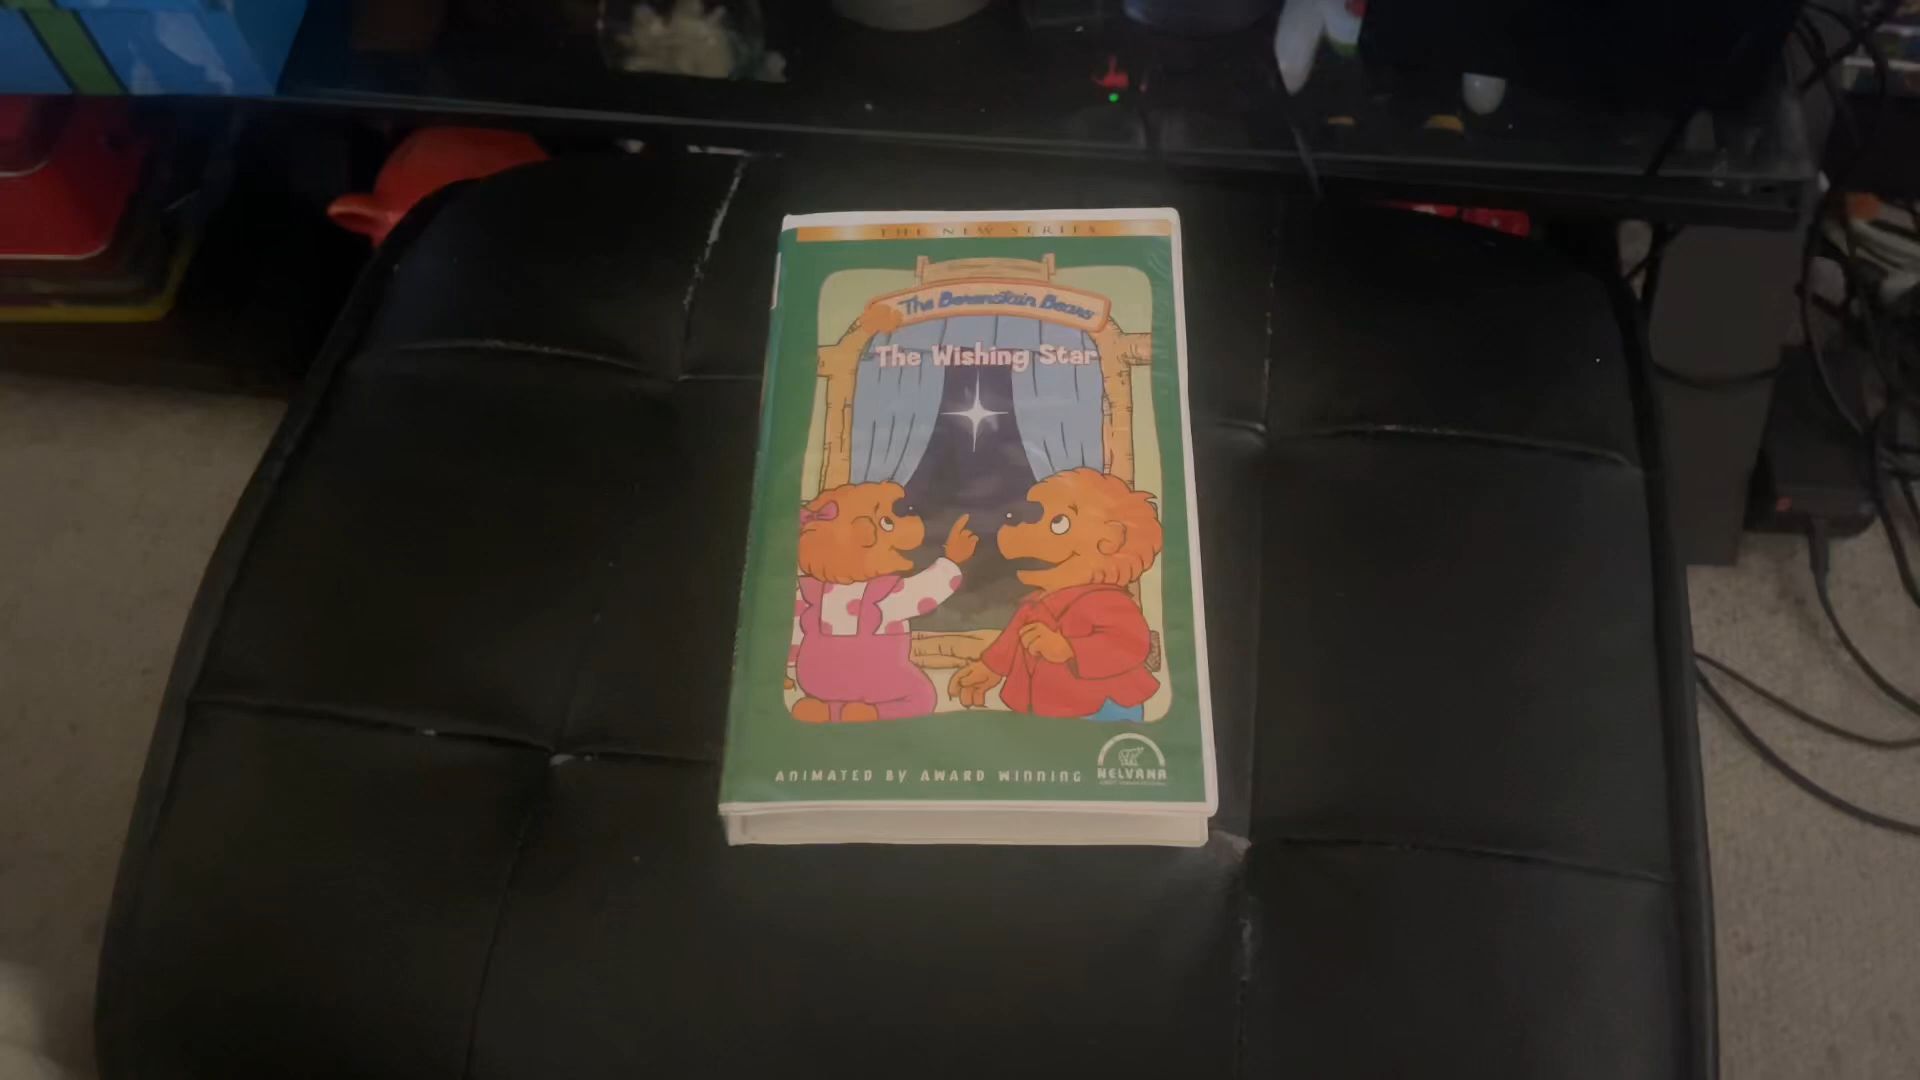 THE NEW SERIES
The Berenstain Bears
The Wishing Star
ANIMATED BY AWARD WINNING
NELVANA